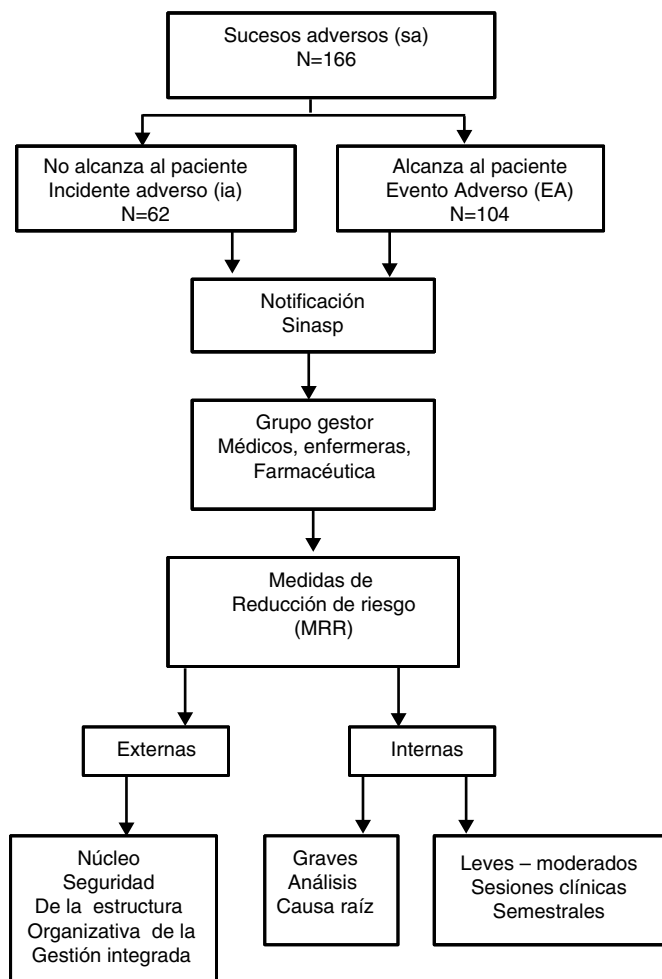 Sucesos adversos (sa)
N=166
No alcanza al paciente
Incidente adverso (ia)
N=62
Alcanza al paciente
Evento Adverso (EA)
N=104
Notificación
Sinasp
Grupo gestor
Médicos, enfermeras,
Farmacéutica
Medidas de
Reducción de riesgo
(MRR)
Externas
Internas
Núcleo
Seguridad
De la estructura
Organizativa de la
Gestión integrada
Graves
Análisis
Causa raíz
Leves – moderados
Sesiones clínicas
Semestrales